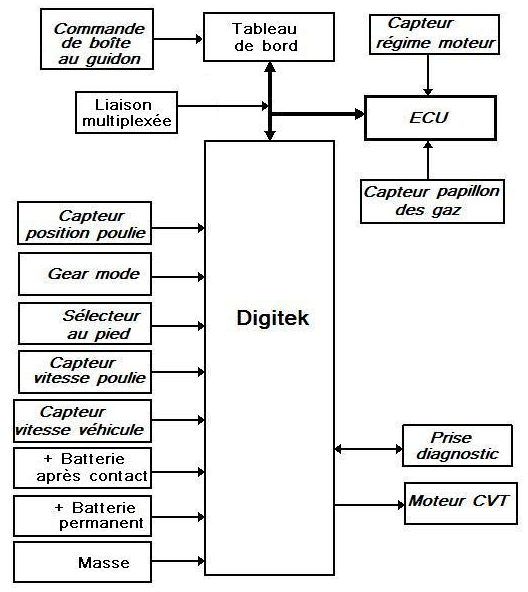 Commande
de boîte
au guidon
Tableau
de bord
Capteur
régime moteur
Liaison
multiplexée
ECU
Capteur papillon
des gaz
Capteur
position poulie
Gear mode
Sélecteur
au pied
Capteur
vitesse poulie
Capteur
vitesse véhicule
+ Batterie
après contact
+ Batterie
permanent
Masse
Digitek
Prise
diagnostic
Moteur CVT